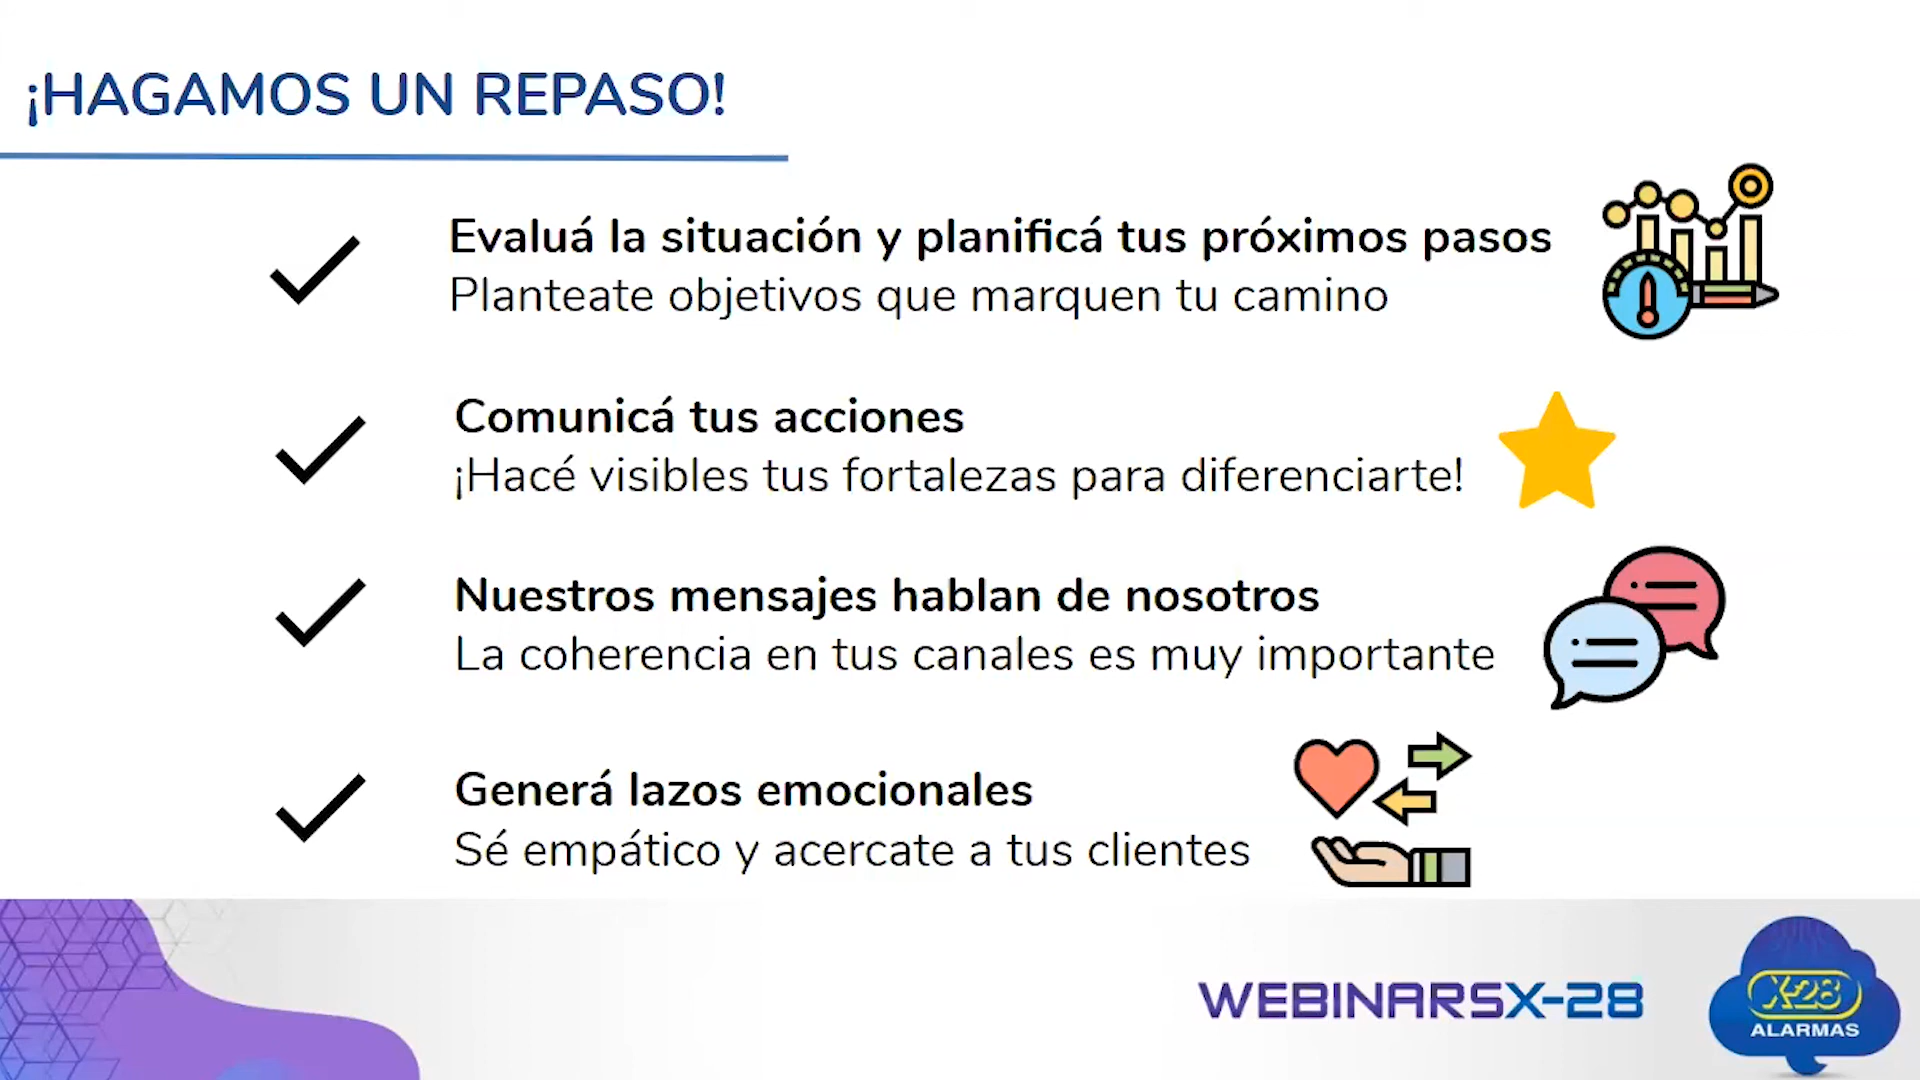 ¡HAGAMOS UN REPASO!
Evaluá la situación y planificá tus próximos pasos
Planteate objetivos que marquen tu camino
Comunicá tus acciones
¡Hacé visibles tus fortalezas para diferenciarte!
Nuestros mensajes hablan de nosotros
La coherencia en tus canales es muy importante
Generá lazos emocionales
Sé empático y acercate a tus clientes
WEBINARSX-28
X-28
ALARMAS